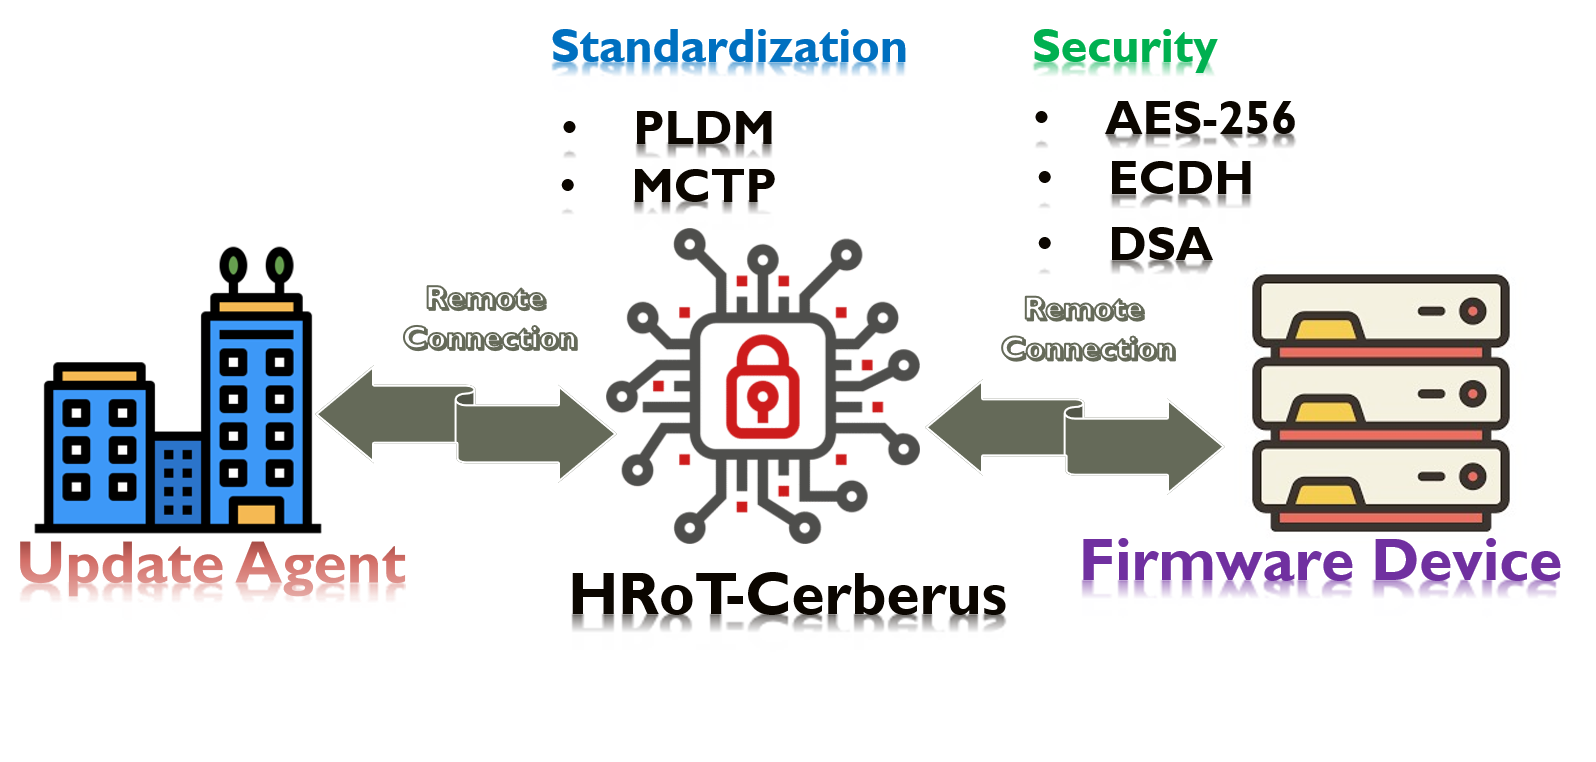 Standardization
• PLDM
• MCTP
Security
• AES-256
• ECDH
• DSA
Remote
Connection
Remote
Connection
Update Agent
HRoT-Cerberus
Firmware Device